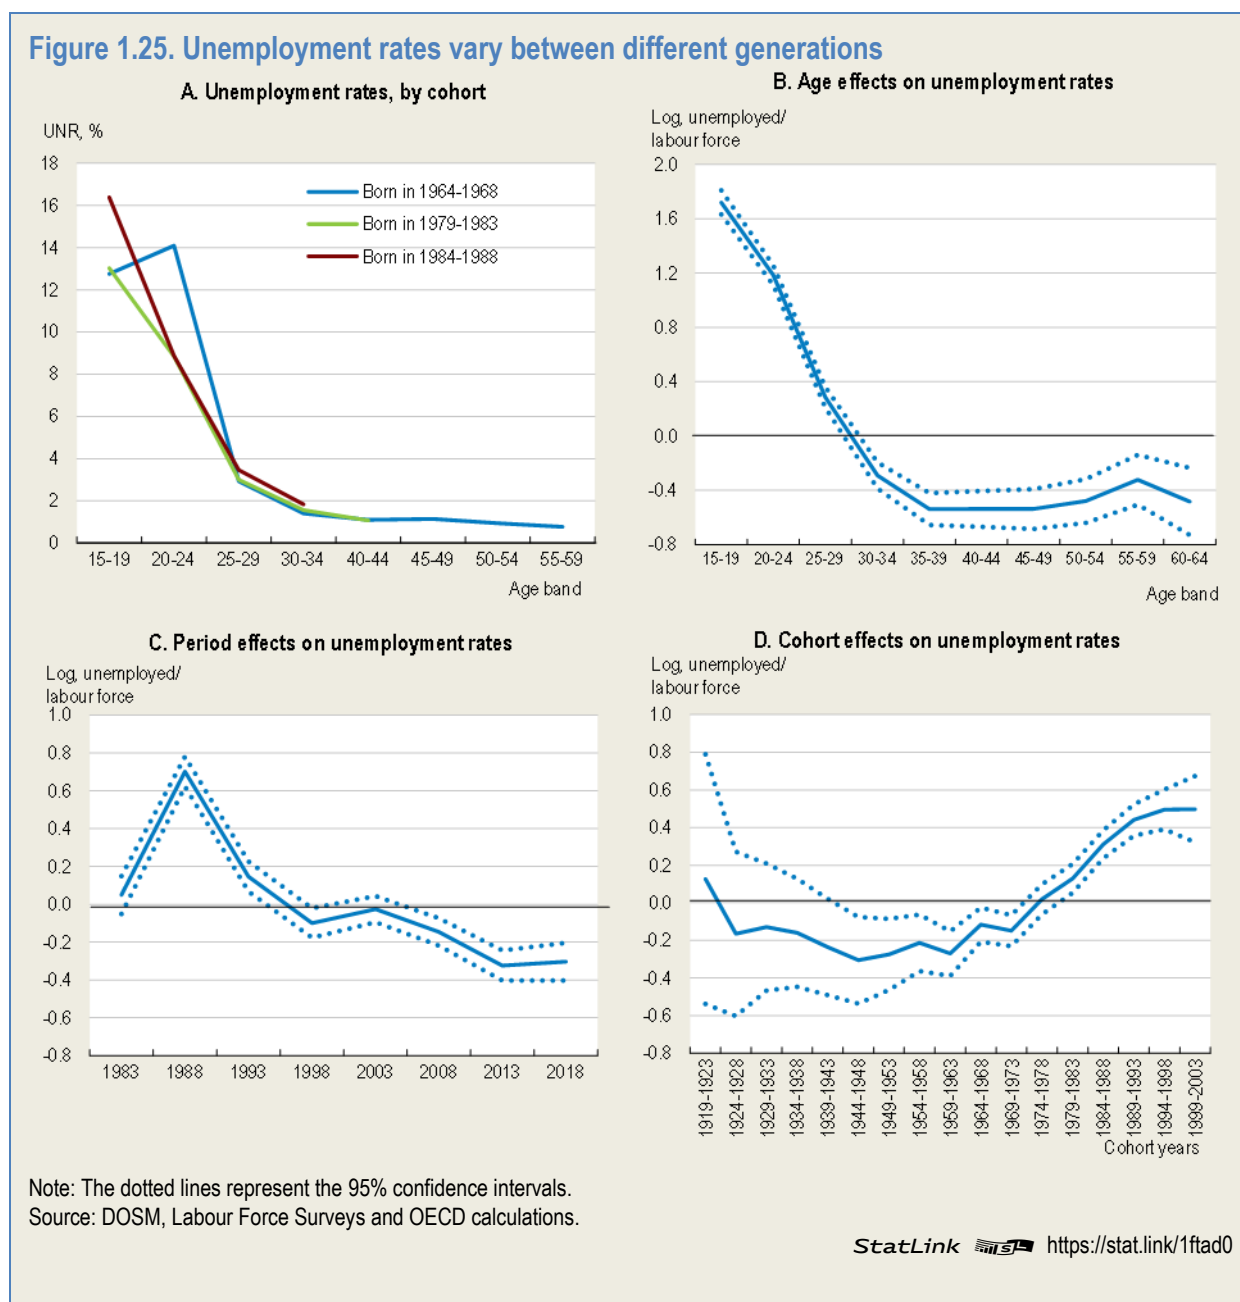 Figure 1.25. Unemployment rates vary between different generations
A. Unemployment rates, by cohort
UNR, %
18
16
14
12
10
8
6
4
2
0
Born in 1964-1968
Born in 1979-1983
Born in 1984-1988
15-19 20-24 25-29 30-34 40-44 45-49 50-54 55-59
Age band
B. Age effects on unemployment rates
Log, unemployed/
labour force
2.0
1.6
1.2
0.8
0.4
0.0
-0.4
-0.8
15-19 20-24 25-29 30-34 35-39 40-44 45-49 50-54 55-59 60-64
Age band
C. Period effects on unemployment rates
Log, unemployed/
labour force
1.0
0.8
0.6
0.4
0.2
0.0
-0.2
-0.4
-0.6
-0.8
1983 1988 1993 1998 2003 2008 2013 2018
D. Cohort effects on unemployment rates
Log, unemployed/
labour force
1.0
0.8
0.6
0.4
0.2
0.0
-0.2
-0.4
-0.6
-0.8
1919-1923
1924-1928
1929-1933
1934-1938
1939-1943
1944-1948
1949-1953
1954-1958
1959-1963
1964-1968
1969-1973
1974-1978
1979-1983
1984-1988
1989-1993
1994-1998
1999-2003
Cohort years
Note: The dotted lines represent the 95% confidence intervals.
Source: DOSM, Labour Force Surveys and OECD calculations.
StatLink SL https://stat.link/1ftad0